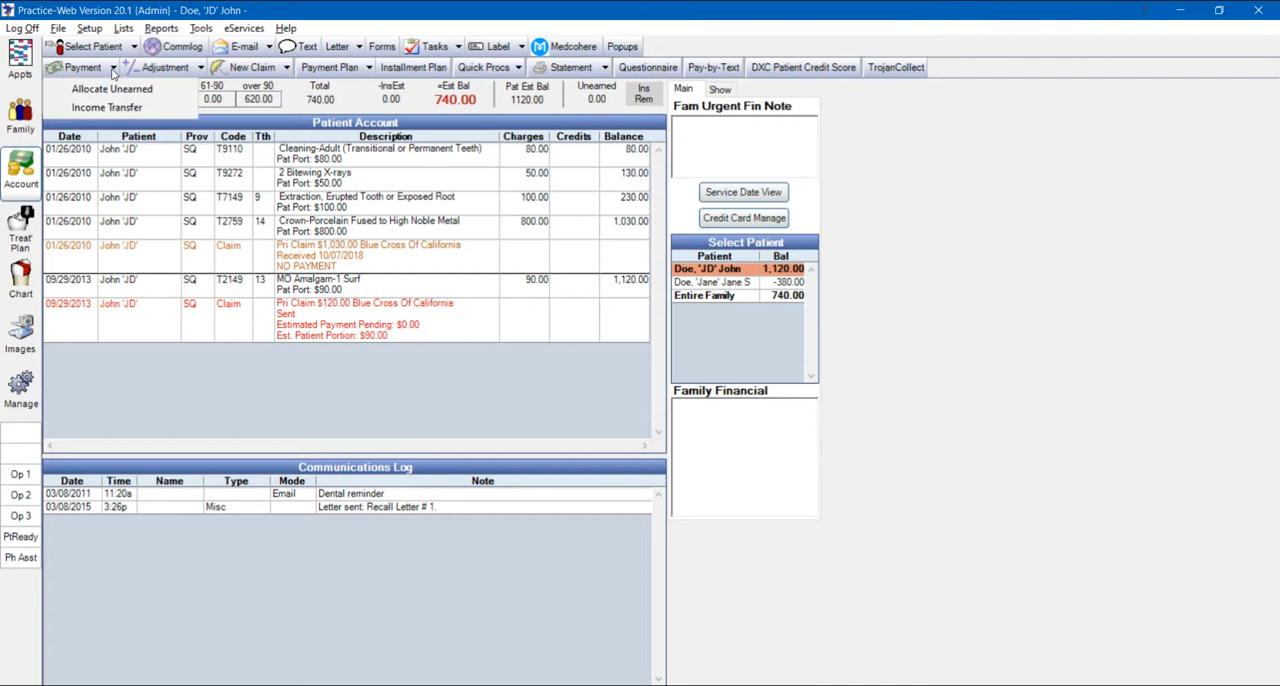 Practice-Web Version 20.1 {Admin} - Doe, 'JD' John -
Log Off File Setup Lists Reports Tools eServices Help
Select Patient Commlog E-mail Text Letter Forms Tasks Label Medcohere Popups
Payment Adjustment New Claim Payment Plan Installment Plan Quick Procs Statement Questionnaire Pay-by-Text DXC Patient Credit Score TrojanCollect
Allocate Unearned
Income Transfer
61-90 over 90 Total -InsEst =Est Bal Pat Est Bal Unearned Ins Rem
0.00 620.00 740.00 0.00 740.00 1120.00 0.00
Main Show
Fam Urgent Fin Note
Patient Account
Date Patient Prov Code Tth Description Charges Credits Balance
01/26/2010 John 'JD' SQ T9110 Cleaning-Adult (Transitional or Permanent Teeth) 80.00 80.00
Pat Port: $80.00
01/26/2010 John 'JD' SQ T9272 2 Bitewing X-rays 50.00 130.00
Pat Port: $50.00
01/26/2010 John 'JD' SQ T7149 9 Extraction, Erupted Tooth or Exposed Root 100.00 230.00
Pat Port: $100.00
01/26/2010 John 'JD' SQ T2759 14 Crown-Porcelain Fused to High Noble Metal 800.00 1,030.00
Pat Port: $800.00
01/26/2010 John 'JD' SQ Claim Pri Claim $1,030.00 Blue Cross Of California
Received 10/07/2018
NO PAYMENT
09/29/2013 John 'JD' SQ T2149 13 MO Amalgam-1 Surf 90.00 1,120.00
Pat Port: $90.00
09/29/2013 John 'JD' SQ Claim Pri Claim $120.00 Blue Cross Of California
Sent
Estimated Payment Pending: $0.00
Est. Patient Portion: $90.00
Service Date View
Credit Card Manage
Select Patient
Patient Bal
Doe, 'JD' John 1,120.00
Doe, 'Jane' Jane S -380.00
Entire Family 740.00
Family Financial
Communications Log
Date Time Name Type Mode Note
03/08/2011 11:20a Email Dental reminder
03/08/2015 3:26p Misc Letter sent: Recall Letter # 1.
Appts
Family
Account
Treat' Plan
Chart
Images
Manage
Op 1
Op 2
Op 3
PtReady
Ph Asst